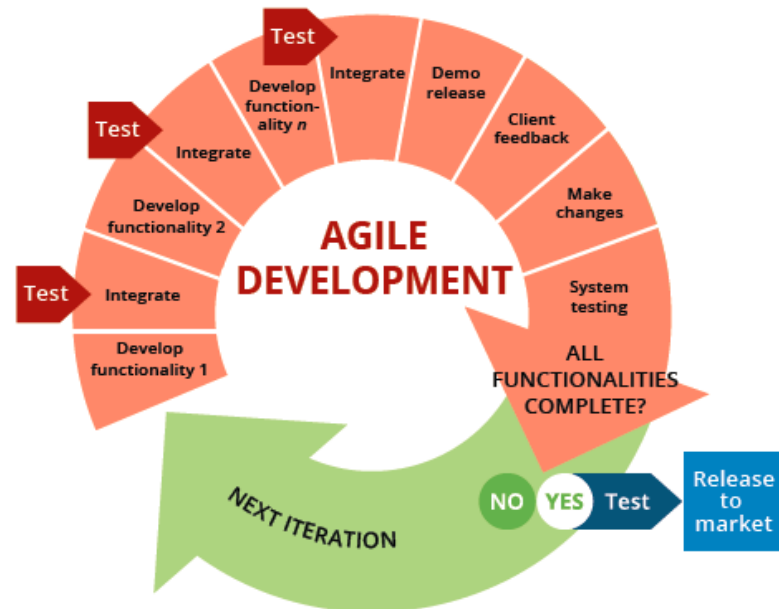 AGILE
DEVELOPMENT
Develop
functionality 1
Test
Integrate
Develop
functionality 2
Test
Integrate
Develop
function-
ality n
Test
Integrate
Demo
release
Client
feedback
Make
changes
System
testing
ALL
FUNCTIONALITIES
COMPLETE?
NO
YES
Test
Release
to
market
NEXT ITERATION